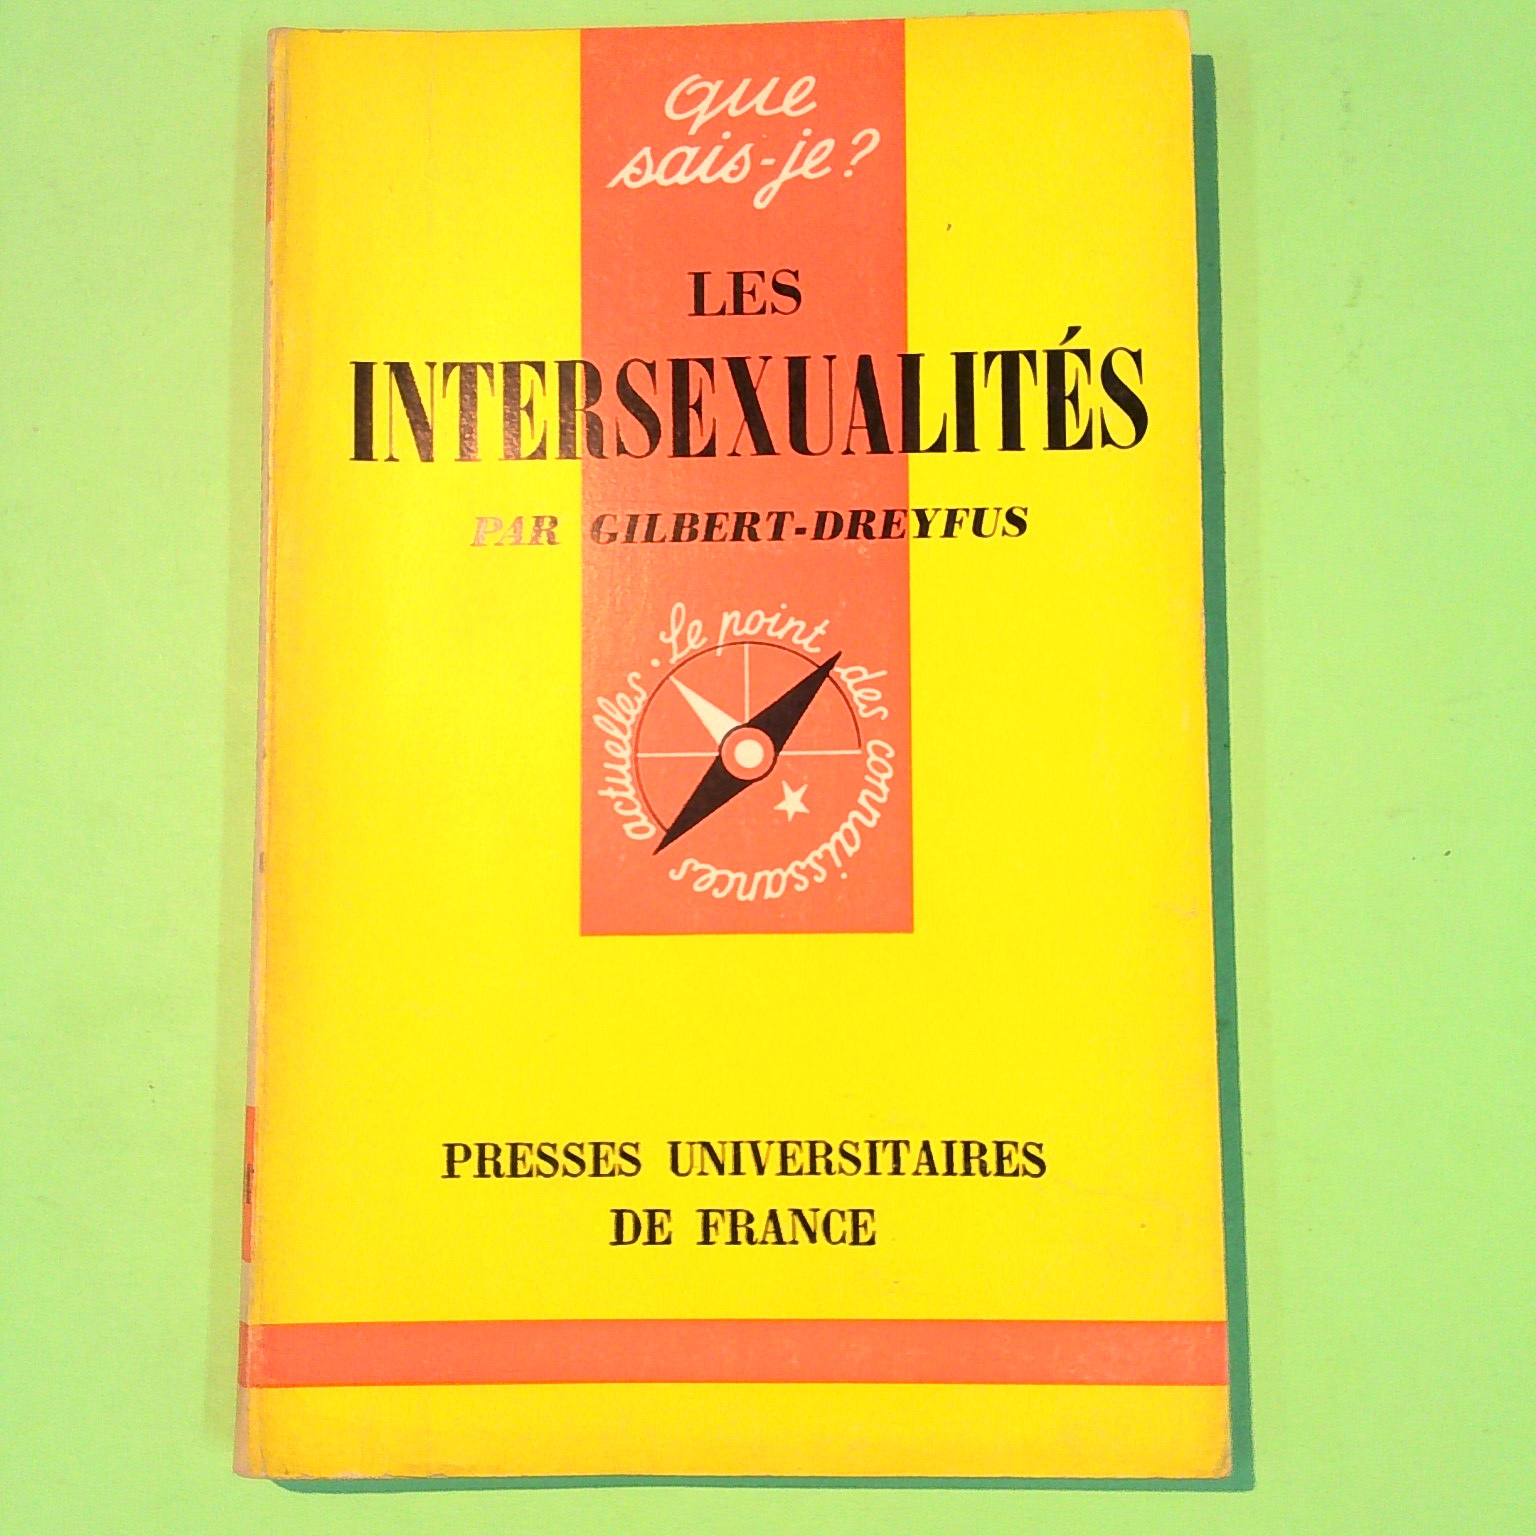 que
sais-je?
LES
INTERSEXUALITÉS
PAR GILBERT-DREYFUS
Le point des connaissances actuelles.
PRESSES UNIVERSITAIRES
DE FRANCE